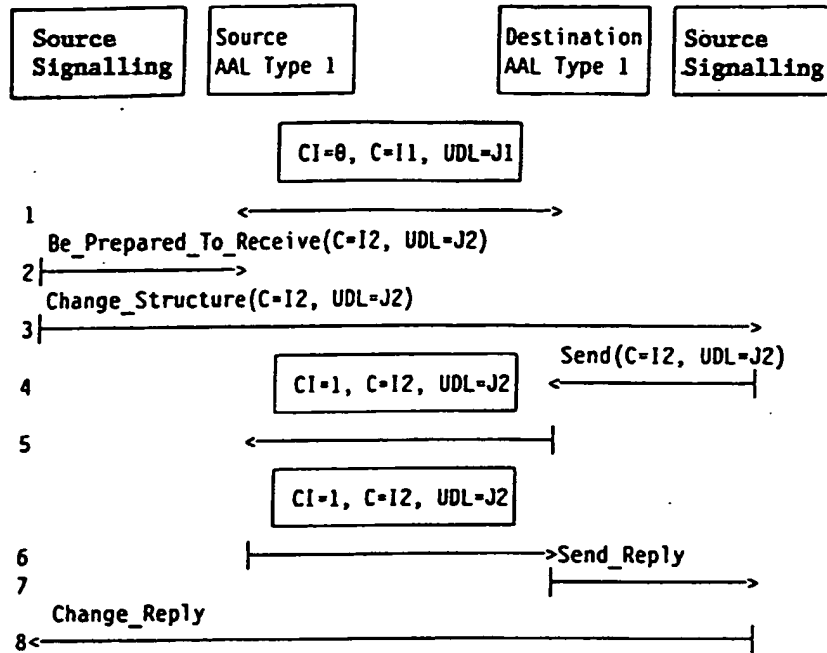 Source Signalling
Source AAL Type 1
Destination AAL Type 1
Source Signalling
CI=0, C=I1, UDL=J1
1
Be_Prepared_To_Receive(C=I2, UDL=J2)
2
Change_Structure(C=I2, UDL=J2)
3
Send(C=I2, UDL=J2)
4
CI=1, C=I2, UDL=J2
5
CI=1, C=I2, UDL=J2
6
Send_Reply
7
Change_Reply
8